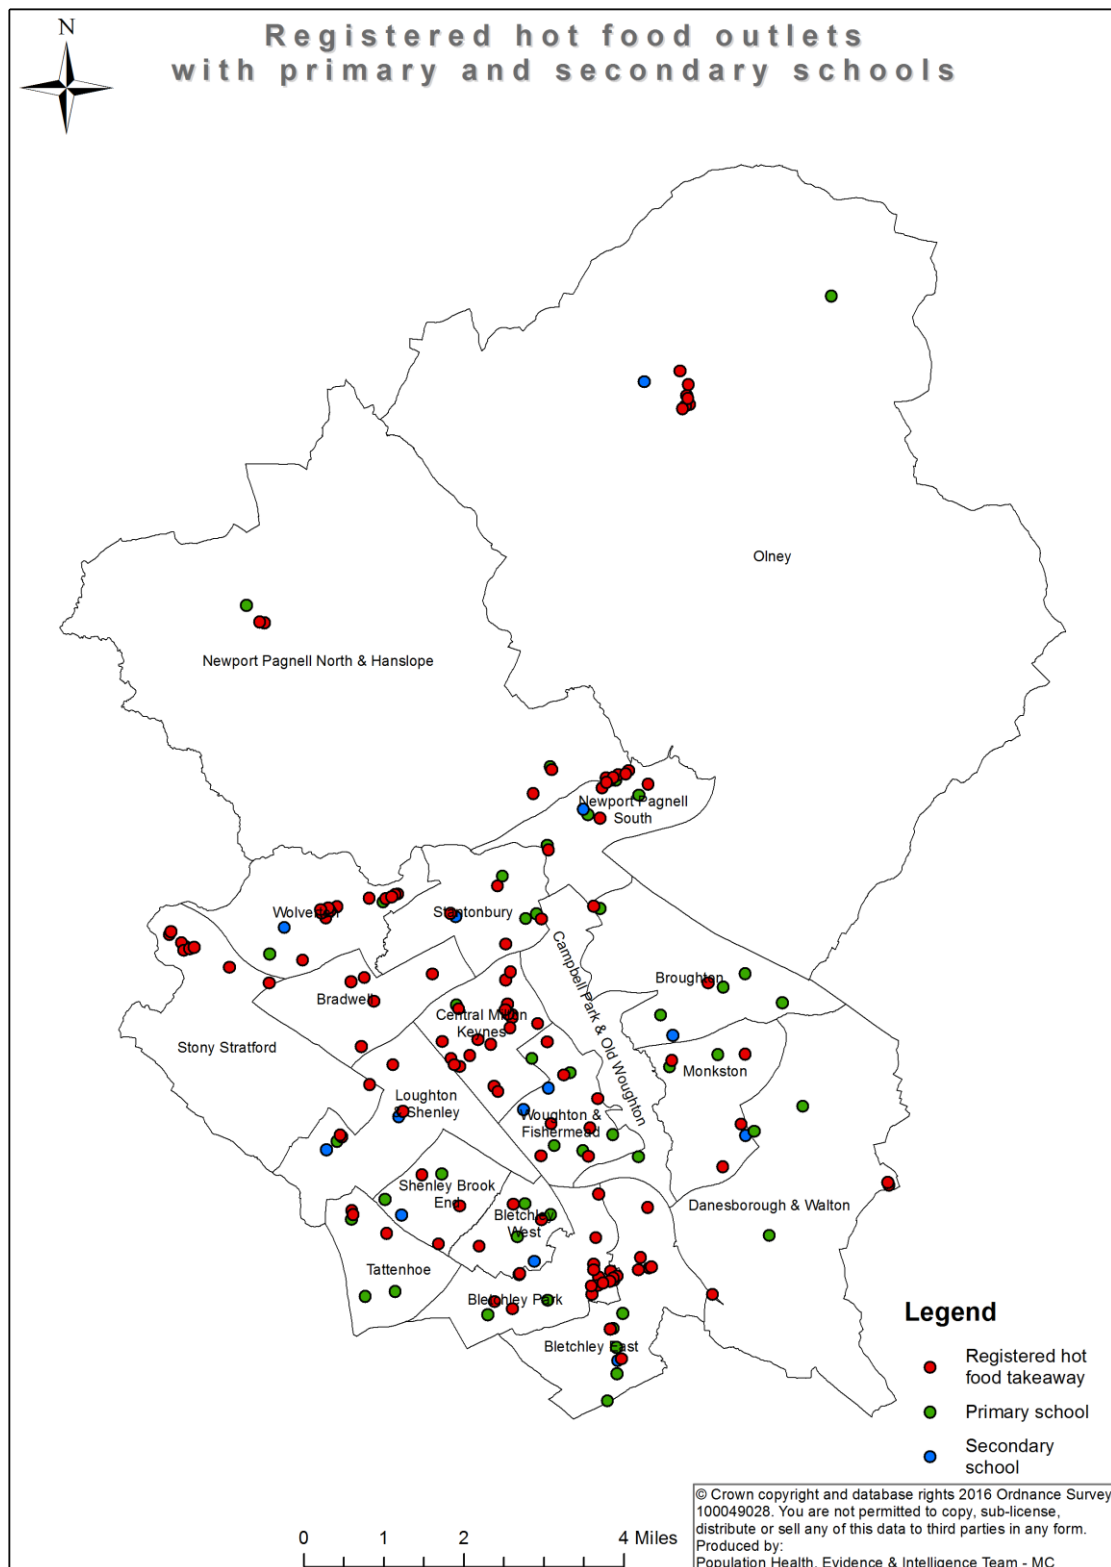 N
Registered hot food outlets
with primary and secondary schools
Olney
Newport Pagnell North & Hanslope
Newport Pagnell
South
Wolverton
Stantonbury
Campbell Park & Old Woughton
Broughton
Bradwell
Central Milton
Keynes
Stony Stratford
Monkston
Loughton
& Shenley
Woughton &
Fishermead
Shenley Brook
End
Danesborough & Walton
Bletchley
West
Tattenhoe
Bletchley Park
Bletchley East
Legend
Registered hot
food takeaway
Primary school
Secondary
school
© Crown copyright and database rights 2016 Ordnance Survey
100049028. You are not permitted to copy, sub-license,
distribute or sell any of this data to third parties in any form.
Produced by:
Population Health, Evidence & Intelligence Team - MC
0 1 2 4 Miles